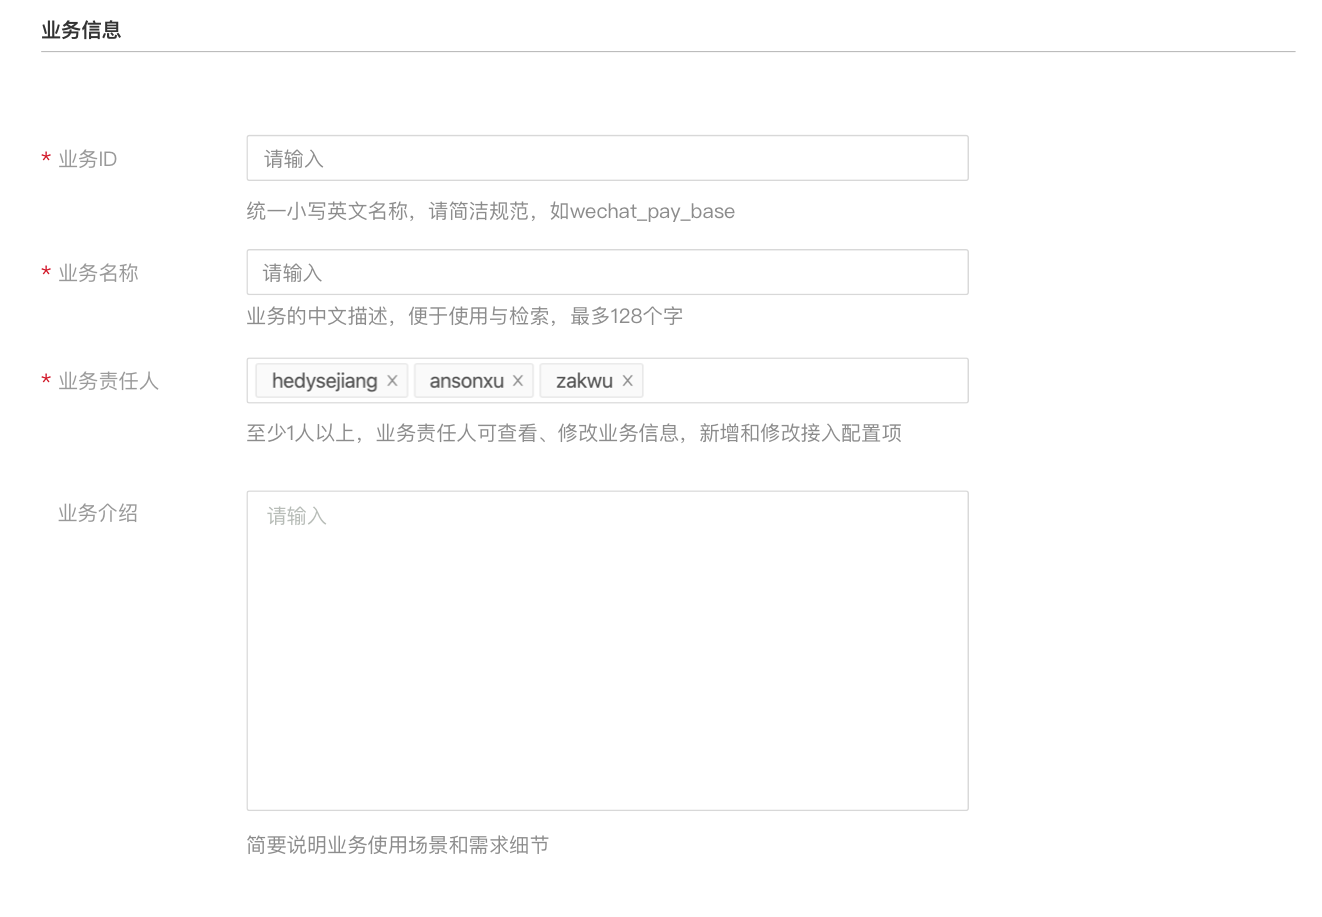 业务信息
* 业务ID
请输入
统一小写英文名称，请简洁规范，如wechat_pay_base
* 业务名称
请输入
业务的中文描述，便于使用与检索，最多128个字
* 业务责任人
hedysejiang × ansonxu × zakwu ×
至少1人以上，业务责任人可查看、修改业务信息，新增和修改接入配置项
业务介绍
请输入
简要说明业务使用场景和需求细节